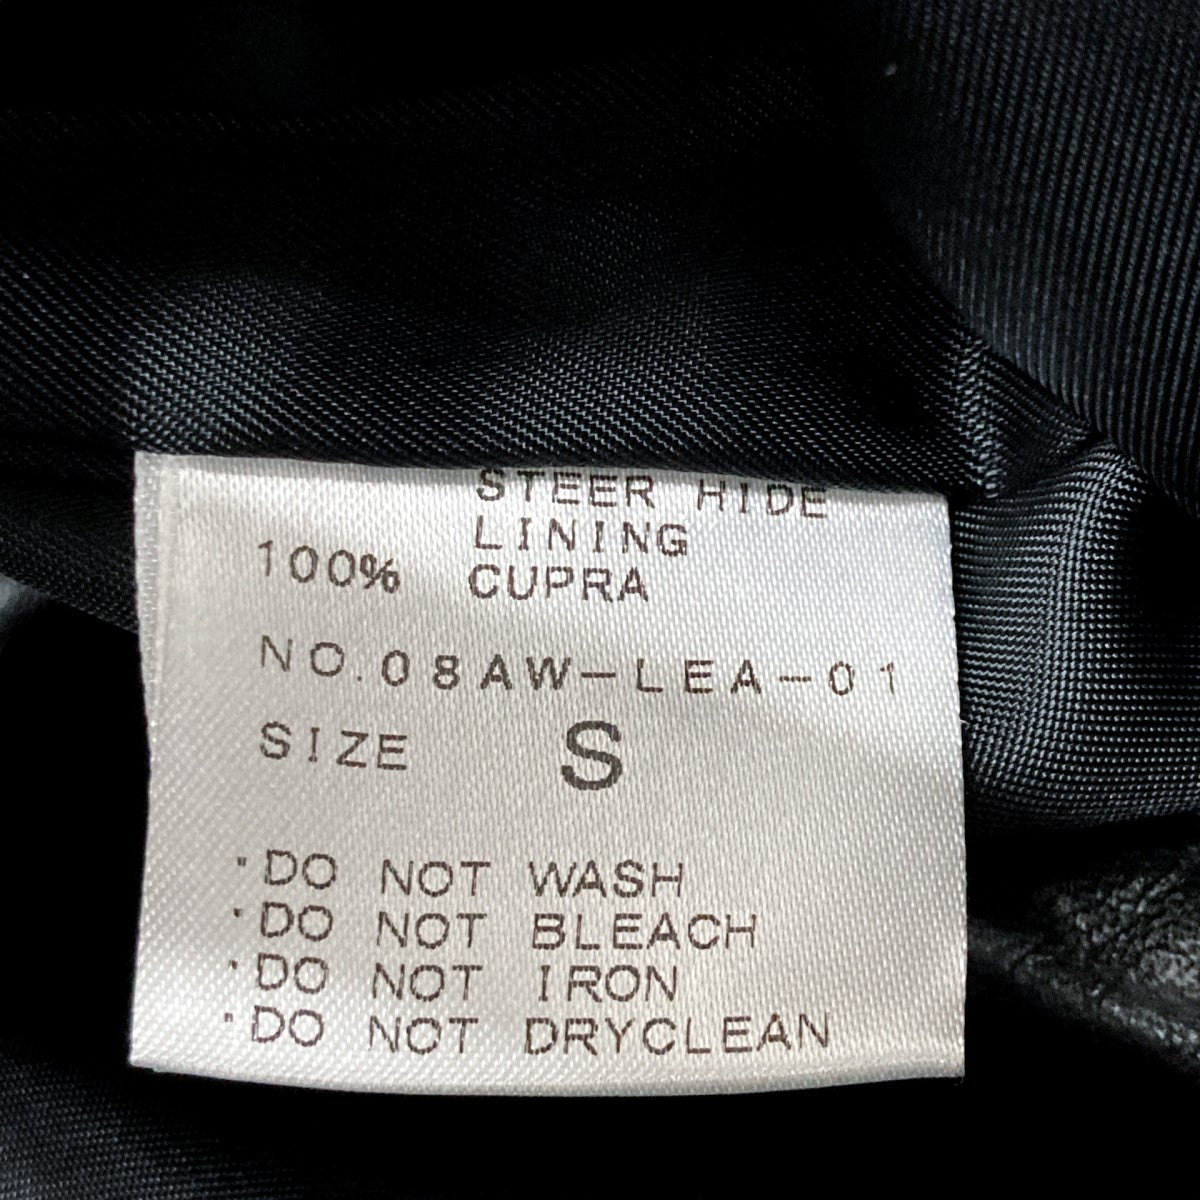 STEER HIDE
LINING
100% CUPRA
NO.08AW-LEA-01
SIZE S
·DO NOT WASH
·DO NOT BLEACH
·DO NOT IRON
·DO NOT DRYCLEAN